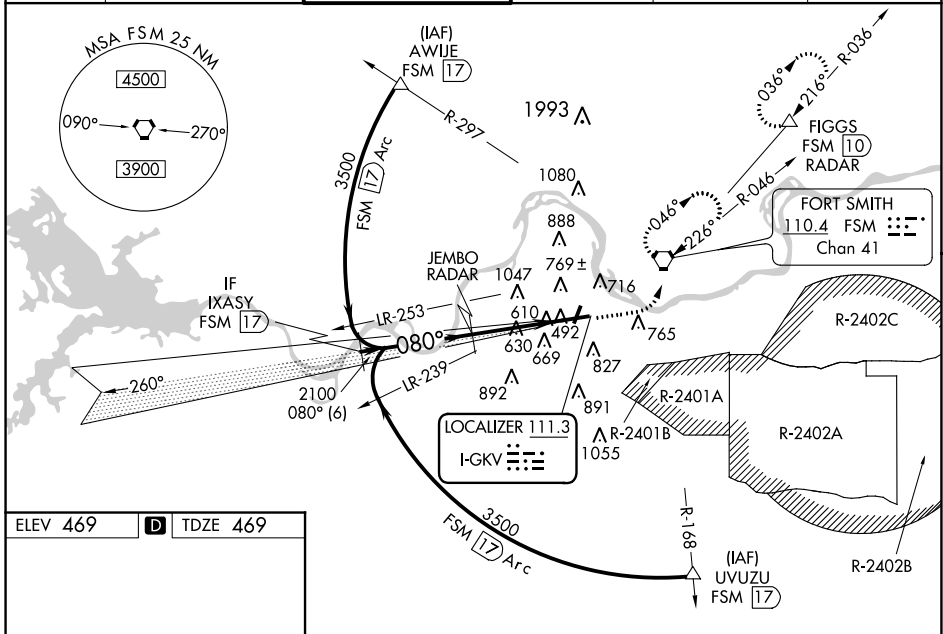 MSA FSM 25 NM
4500
090°
270°
3900
(IAF)
AWIJE
FSM 17
R-297
3500
FSM 17 Arc
1993
1080
888
769 ±
716
1047
610
492
630
669
765
827
892
891
1055
JEMBO
RADAR
036°
216°
R-036
FIGGS
FSM 10
RADAR
R-046
046°
226°
FORT SMITH
110.4 FSM
Chan 41
IF
IXASY
FSM 17
LR-253
080°
LR-239
260°
2100
080° (6)
LOCALIZER 111.3
I-GKV
R-2401B
R-2401A
R-2402C
R-2402A
R-2402B
3500
FSM 17 Arc
R-168
(IAF)
UVUZU
FSM 17
ELEV 469
D
TDZE 469